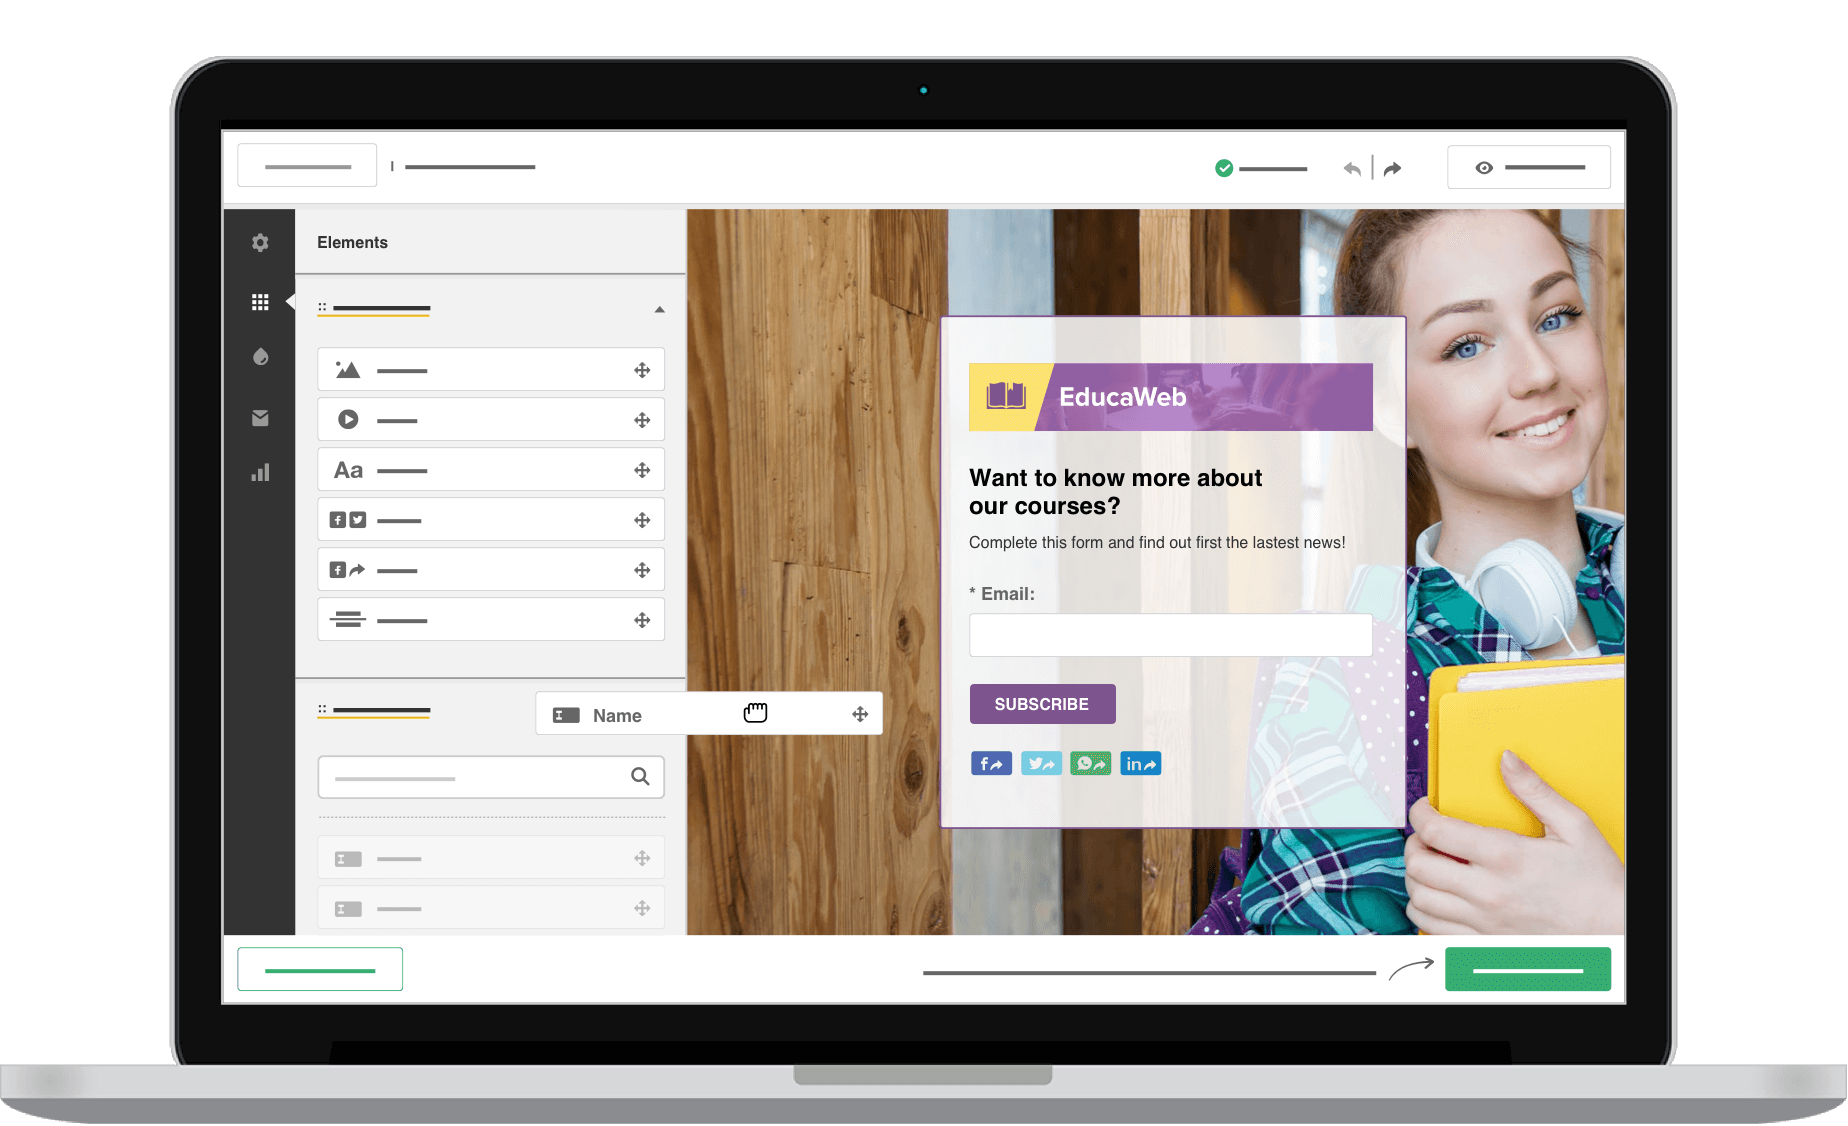 Elements
Aa
Name
EducaWeb
Want to know more about
our courses?
Complete this form and find out first the lastest news!
* Email:
SUBSCRIBE
in